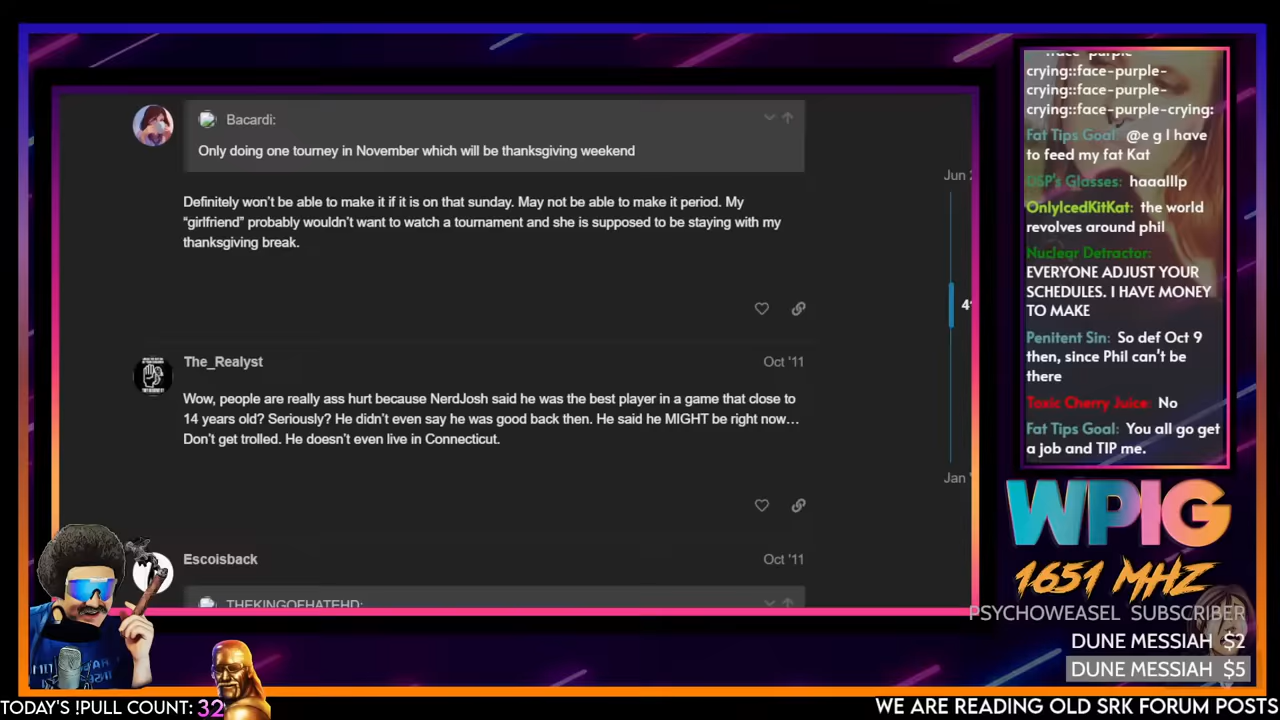 Bacardi:
Only doing one tourney in November which will be thanksgiving weekend
Definitely won't be able to make it if it is on that sunday. May not be able to make it period. My
“girlfriend” probably wouldn't want to watch a tournament and she is supposed to be staying with my
thanksgiving break.
The_Realyst
Oct '11
Wow, people are really ass hurt because NerdJosh said he was the best player in a game that close to
14 years old? Seriously? He didn't even say he was good back then. He said he MIGHT be right now…
Don't get trolled. He doesn't even live in Connecticut.
Escoisback
Oct '11
THEKINGOFHATEHD:
Jun 2
41
Jan '
::face-purple-
crying::face-purple-
crying::face-purple-
crying::face-purple-crying:
Fat Tips Goal: @e g I have
to feed my fat Kat
DSP's Glasses: haaalllp
OnlyIcedKitKat: the world
revolves around phil
Nuclear Detractor:
EVERYONE ADJUST YOUR
SCHEDULES. I HAVE MONEY
TO MAKE
Penitent Sin: So def Oct 9
then, since Phil can't be
there
Toxic Cherry Juice: No
Fat Tips Goal: You all go get
a job and TIP me.
WPIG
1651 MHZ
PSYCHOWEASEL SUBSCRIBER
DUNE MESSIAH $2
DUNE MESSIAH $5
TODAY'S !PULL COUNT: 32
WE ARE READING OLD SRK FORUM POSTS